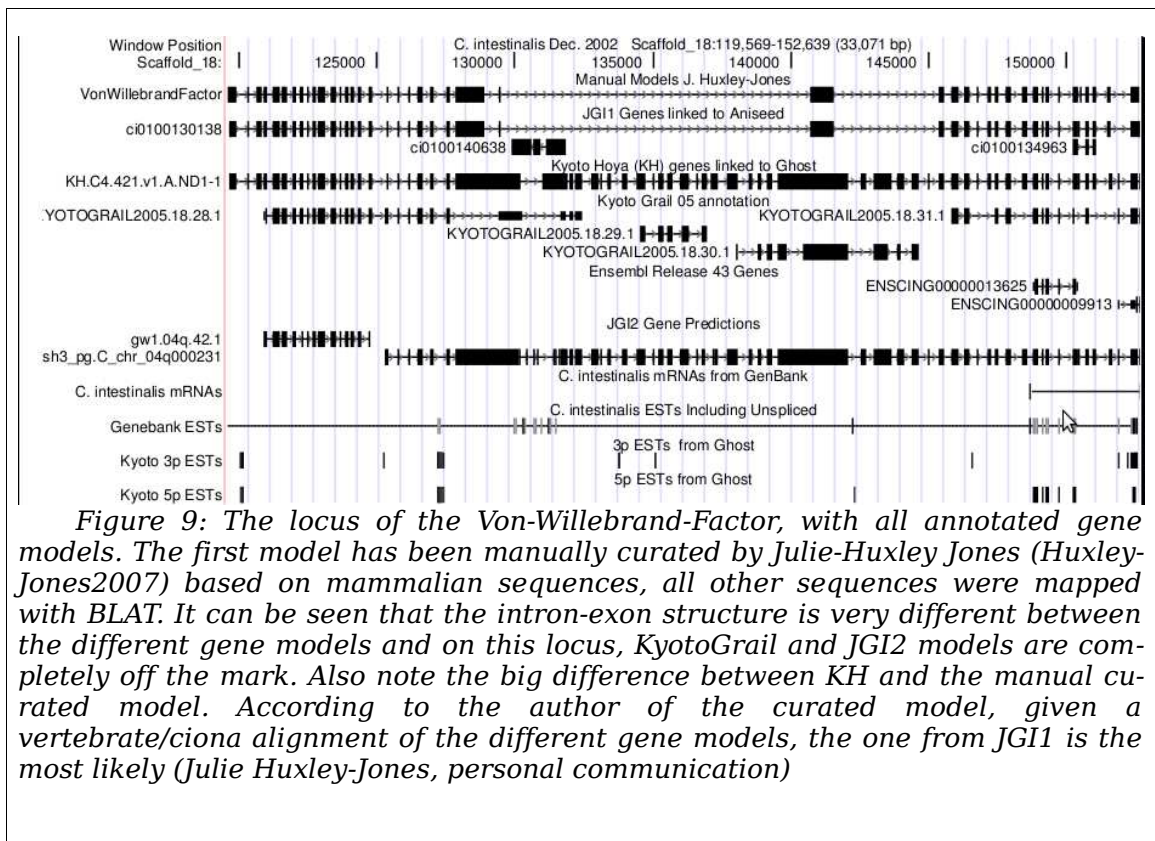 Window Position C. intestinalis Dec. 2002 Scaffold_18:119,569-152,639 (33,071 bp)
Scaffold_18: 125000 130000 135000 140000 145000 150000
Manual Models J. Huxley-Jones
VonWillebrandFactor
JGI1 Genes linked to Aniseed
ci0100130138
ci0100140638 ci0100134963
Kyoto Hoya (KH) genes linked to Ghost
KH.C4.421.v1.A.ND1-1
Kyoto Grail 05 annotation
YOTOGRAIL2005.18.28.1 KYOTOGRAIL2005.18.31.1
KYOTOGRAIL2005.18.29.1
KYOTOGRAIL2005.18.30.1
Ensembl Release 43 Genes
ENSCING00000013625
ENSCING00000009913
JGI2 Gene Predictions
gw1.04q.42.1
sh3_pg.C_chr_04q000231
C. intestinalis mRNAs from GenBank
C. intestinalis mRNAs
C. intestinalis ESTs Including Unspliced
Genebank ESTs
3p ESTs from Ghost
Kyoto 3p ESTs
5p ESTs from Ghost
Kyoto 5p ESTs
Figure 9: The locus of the Von-Willebrand-Factor, with all annotated gene
models. The first model has been manually curated by Julie-Huxley Jones (Huxley-
Jones2007) based on mammalian sequences, all other sequences were mapped
with BLAT. It can be seen that the intron-exon structure is very different between
the different gene models and on this locus, KyotoGrail and JGI2 models are com-
pletely off the mark. Also note the big difference between KH and the manual cu-
rated model. According to the author of the curated model, given a
vertebrate/ciona alignment of the different gene models, the one from JGI1 is the
most likely (Julie Huxley-Jones, personal communication)